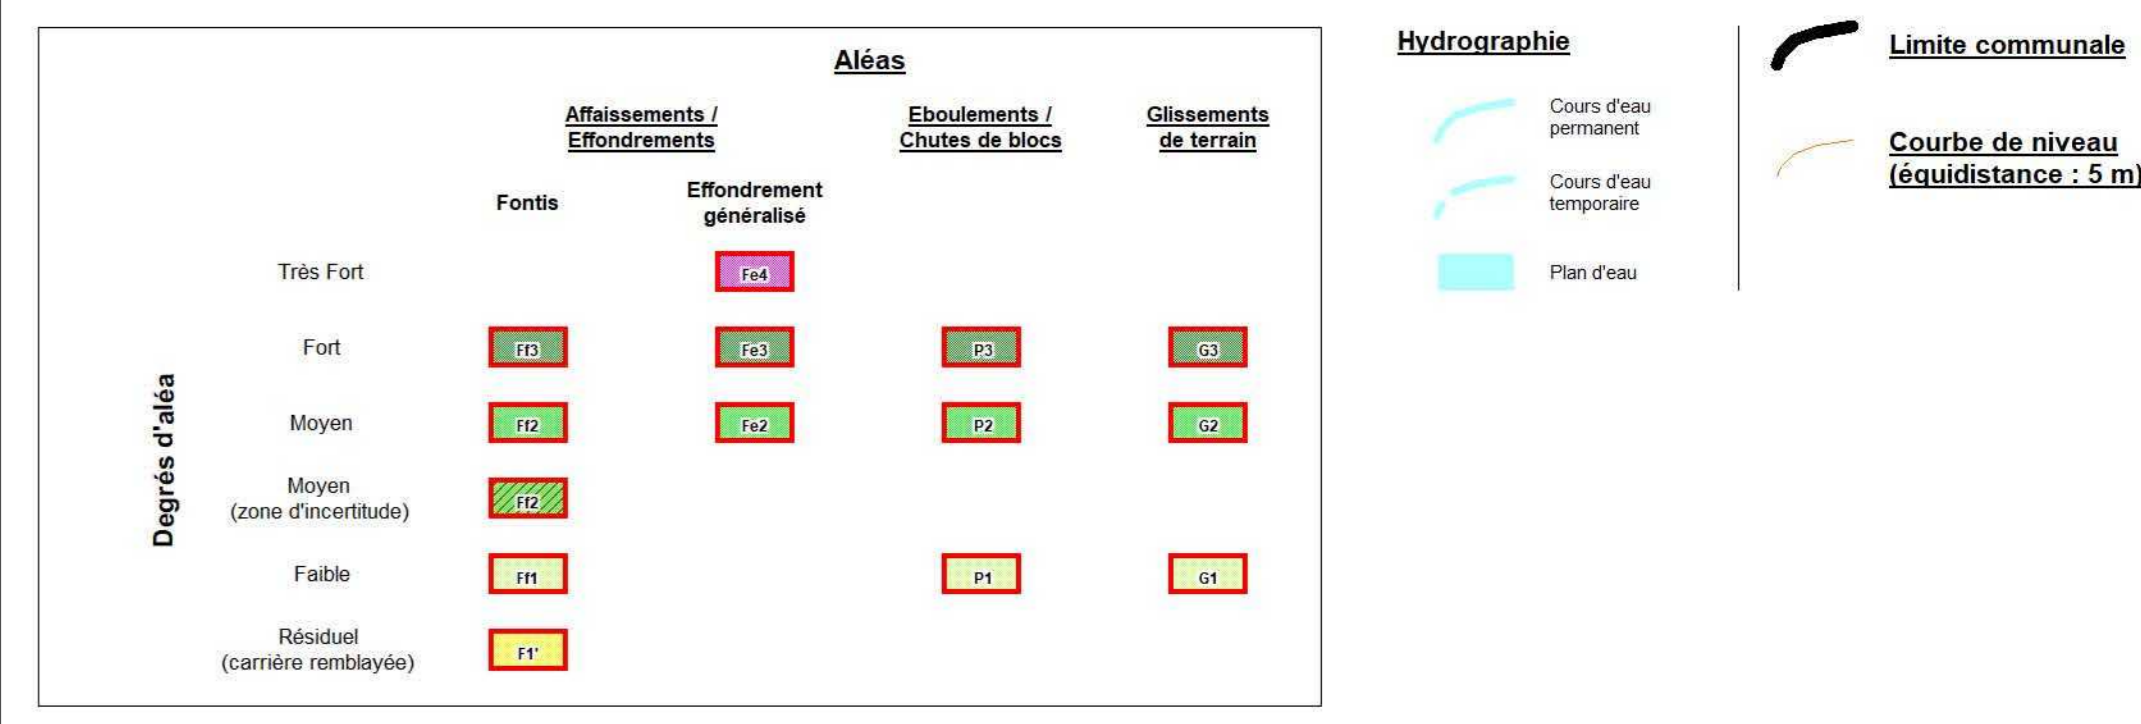 Aléas
Affaissements /
Effondrements
Eboulements /
Chutes de blocs
Glissements
de terrain
Fontis
Effondrement
généralisé
Degrés d'aléa
Très Fort
Fe4
Fort
Ff3
Fe3
P3
G3
Moyen
Ff2
Fe2
P2
G2
Moyen
(zone d'incertitude)
Ff2
Faible
Ff1
P1
G1
Résiduel
(carrière remblayée)
F1'
Hydrographie
Cours d'eau
permanent
Cours d'eau
temporaire
Plan d'eau
Limite communale
Courbe de niveau
(équidistance : 5 m)